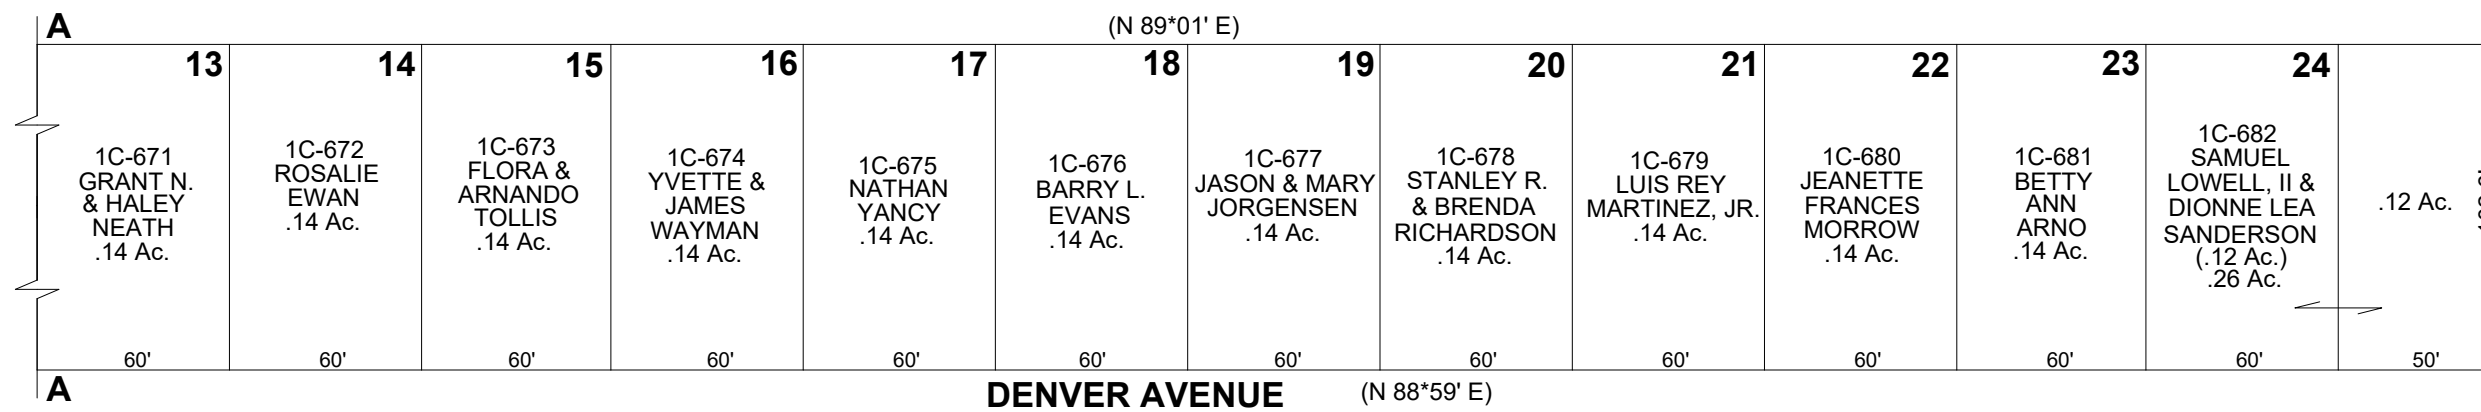 A
(N 89*01' E)
13
14
15
16
17
18
19
20
21
22
23
24
1C-671
GRANT N.
& HALEY
NEATH
.14 Ac.
1C-672
ROSALIE
EWAN
.14 Ac.
1C-673
FLORA &
ARNANDO
TOLLIS
.14 Ac.
1C-674
YVETTE &
JAMES
WAYMAN
.14 Ac.
1C-675
NATHAN
YANCY
.14 Ac.
1C-676
BARRY L.
EVANS
.14 Ac.
1C-677
JASON & MARY
JORGENSEN
.14 Ac.
1C-678
STANLEY R.
& BRENDA
RICHARDSON
.14 Ac.
1C-679
LUIS REY
MARTINEZ, JR.
.14 Ac.
1C-680
JEANETTE
FRANCES
MORROW
.14 Ac.
1C-681
BETTY
ANN
ARNO
.14 Ac.
1C-682
SAMUEL
LOWELL, II &
DIONNE LEA
SANDERSON
(.12 Ac.)
.26 Ac.
.12 Ac.
60'
60'
60'
60'
60'
60'
60'
60'
60'
60'
60'
60'
50'
A
DENVER AVENUE
(N 88*59' E)